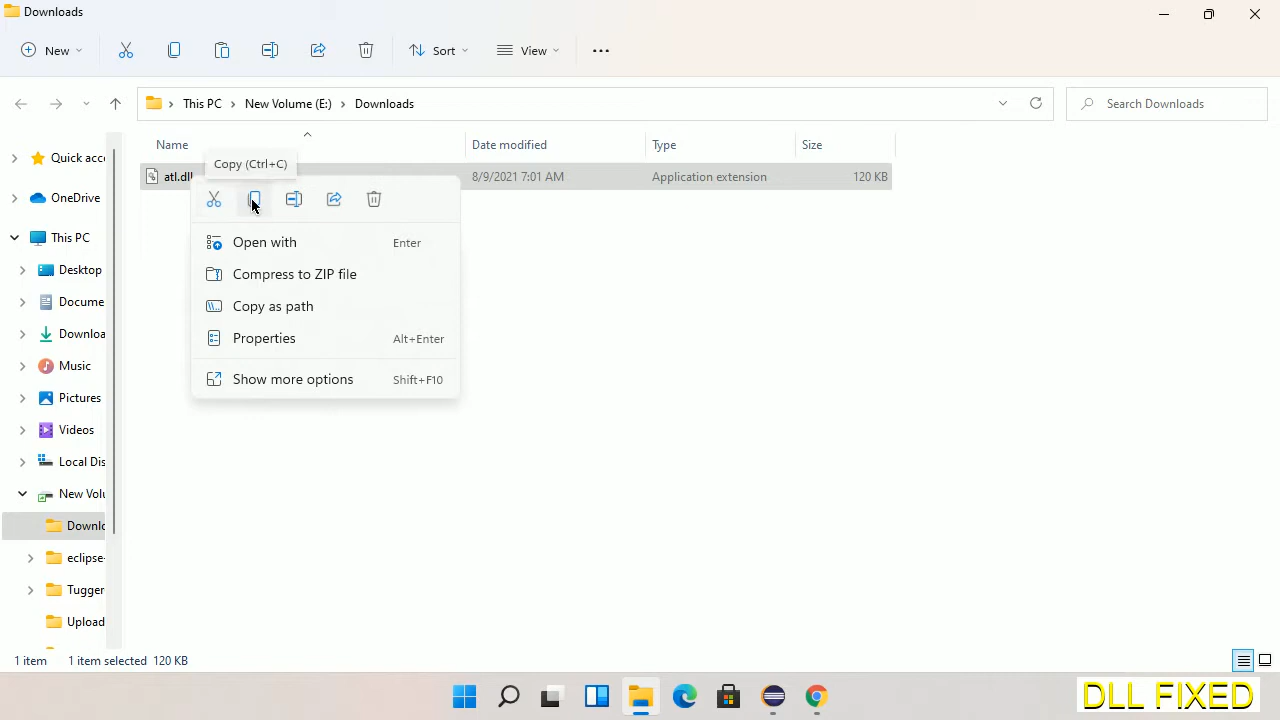 Downloads
New
Sort
View
This PC
New Volume (E:)
Downloads
Search Downloads
Name
Date modified
Type
Size
Quick acc
Copy (Ctrl+C)
atl.dll
8/9/2021 7:01 AM
Application extension
120 KB
OneDrive
This PC
Open with
Enter
Desktop
Compress to ZIP file
Docume
Copy as path
Downloa
Properties
Alt+Enter
Music
Show more options
Shift+F10
Pictures
Videos
Local Dis
New Volu
Downlo
eclipse-
Tugger
Upload
1 item
1 item selected
120 KB
DLL FIXED